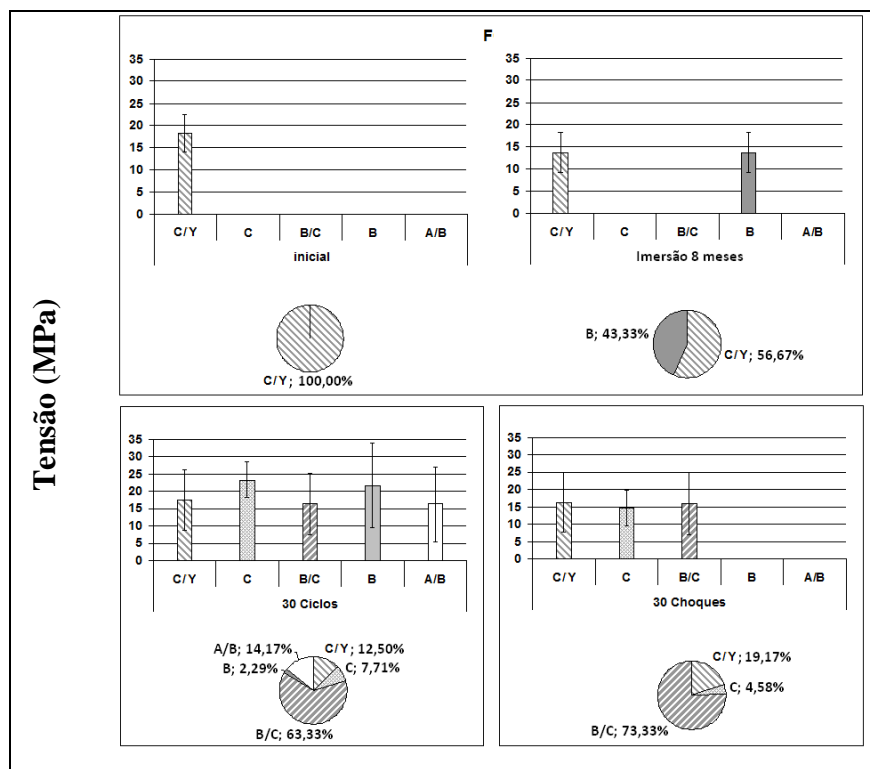 Tensão (MPa)
F
35
30
25
20
15
10
5
0
C/Y C B/C B A/B
inicial
C/Y; 100,00%
35
30
25
20
15
10
5
0
C/Y C B/C B A/B
Imersão 8 meses
B; 43,33%
C/Y; 56,67%
35
30
25
20
15
10
5
0
C/Y C B/C B A/B
30 Ciclos
A/B; 14,17%
C/Y; 12,50%
B; 2,29%
C; 7,71%
B/C; 63,33%
35
30
25
20
15
10
5
0
C/Y C B/C B A/B
30 Choques
C/Y; 19,17%
C; 4,58%
B/C; 73,33%